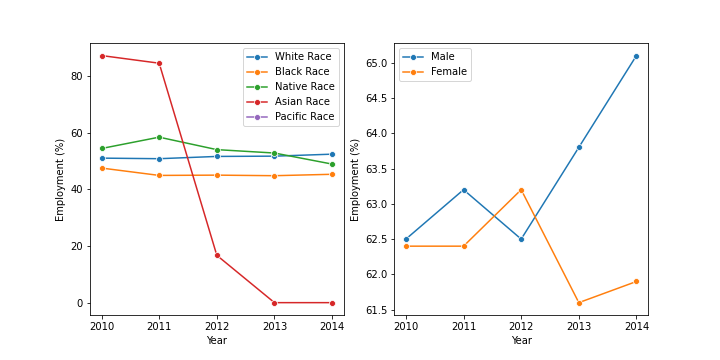 White Race
Black Race
Native Race
Asian Race
Pacific Race
80
60
40
20
0
Employment (%)
2010
2011
2012
2013
2014
Year
Male
Female
65.0
64.5
64.0
63.5
63.0
62.5
62.0
61.5
Employment (%)
2010
2011
2012
2013
2014
Year